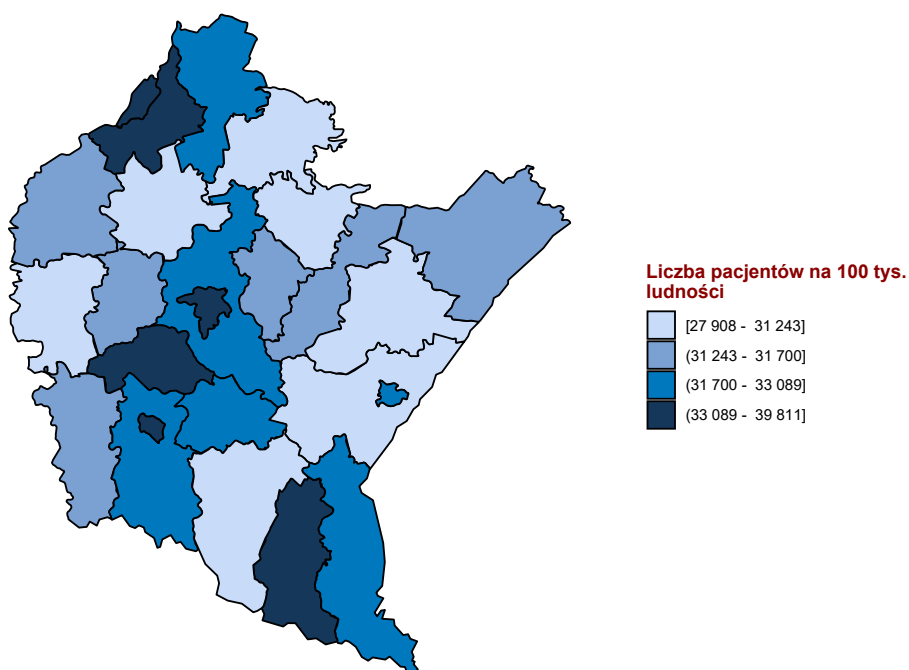 Liczba pacjentów na 100 tys.
ludności
[27 908 - 31 243]
(31 243 - 31 700]
(31 700 - 33 089]
(33 089 - 39 811]